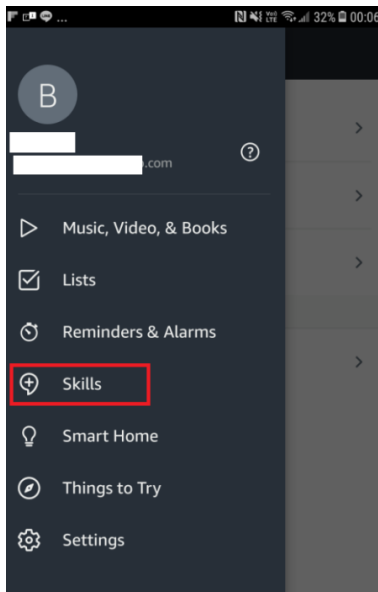 32% 00:06
B
.com
Music, Video, & Books
Lists
Reminders & Alarms
Skills
Smart Home
Things to Try
Settings